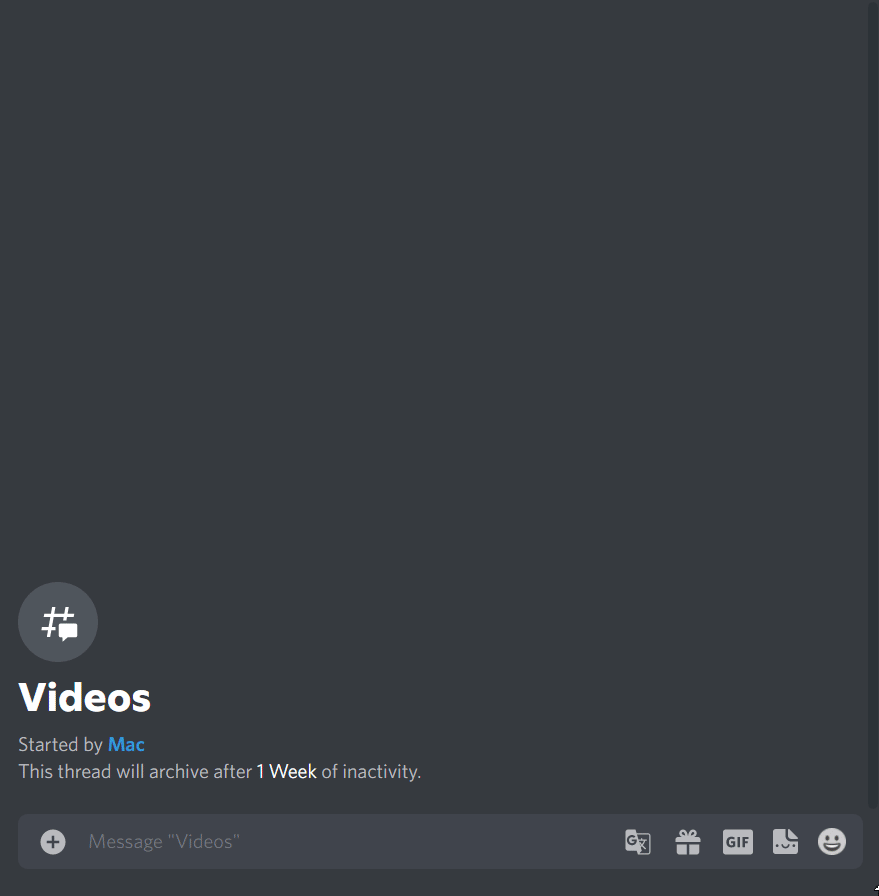 Videos
Started by Mac
This thread will archive after 1 Week of inactivity.
Message "Videos"
GIF